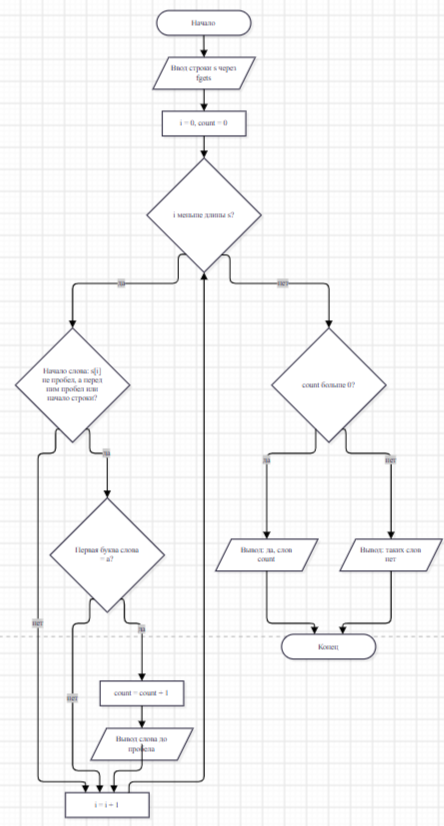 Начало
Ввод строки s через
fgets
i = 0, count = 0
i меньше длины s?
да
нет
Начало слова: s[i]
не пробел, а перед
ним пробел или
начало строки?
count больше 0?
да
да
нет
Первая буква слова
= а?
Вывод: да, слов
count
Вывод: таких слов
нет
нет
да
Конец
нет
count = count + 1
Вывод слова до
пробела
i = i + 1